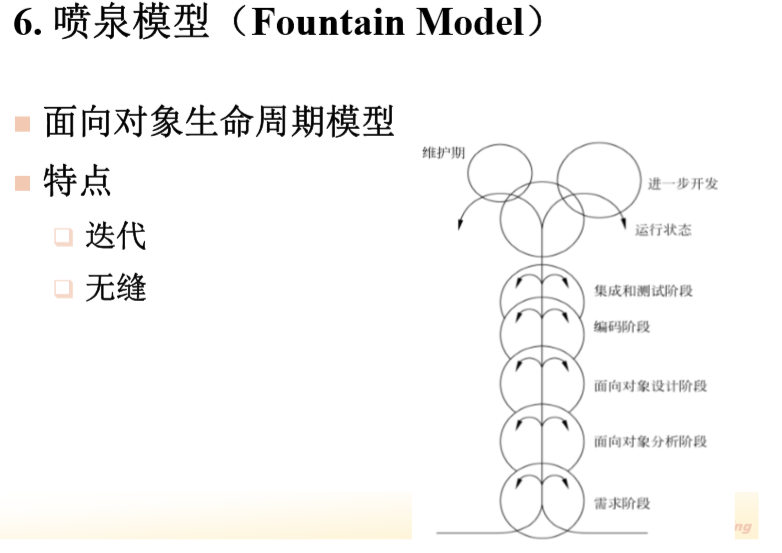 6. 喷泉模型（Fountain Model）
面向对象生命周期模型
特点
迭代
无缝
维护期
进一步开发
运行状态
集成和测试阶段
编码阶段
面向对象设计阶段
面向对象分析阶段
需求阶段
ng